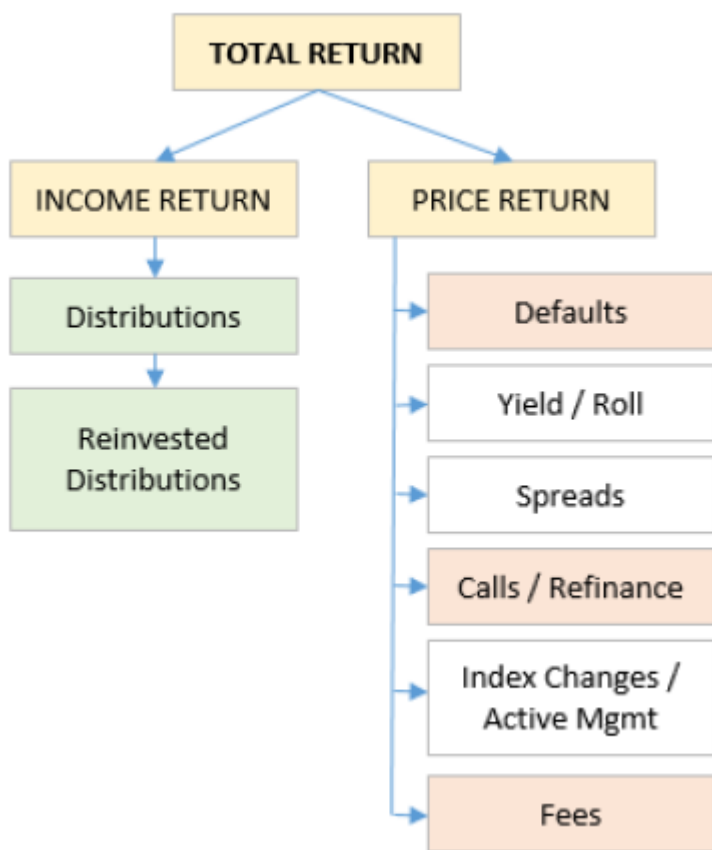 TOTAL RETURN
INCOME RETURN
Distributions
Reinvested
Distributions
PRICE RETURN
Defaults
Yield / Roll
Spreads
Calls / Refinance
Index Changes /
Active Mgmt
Fees